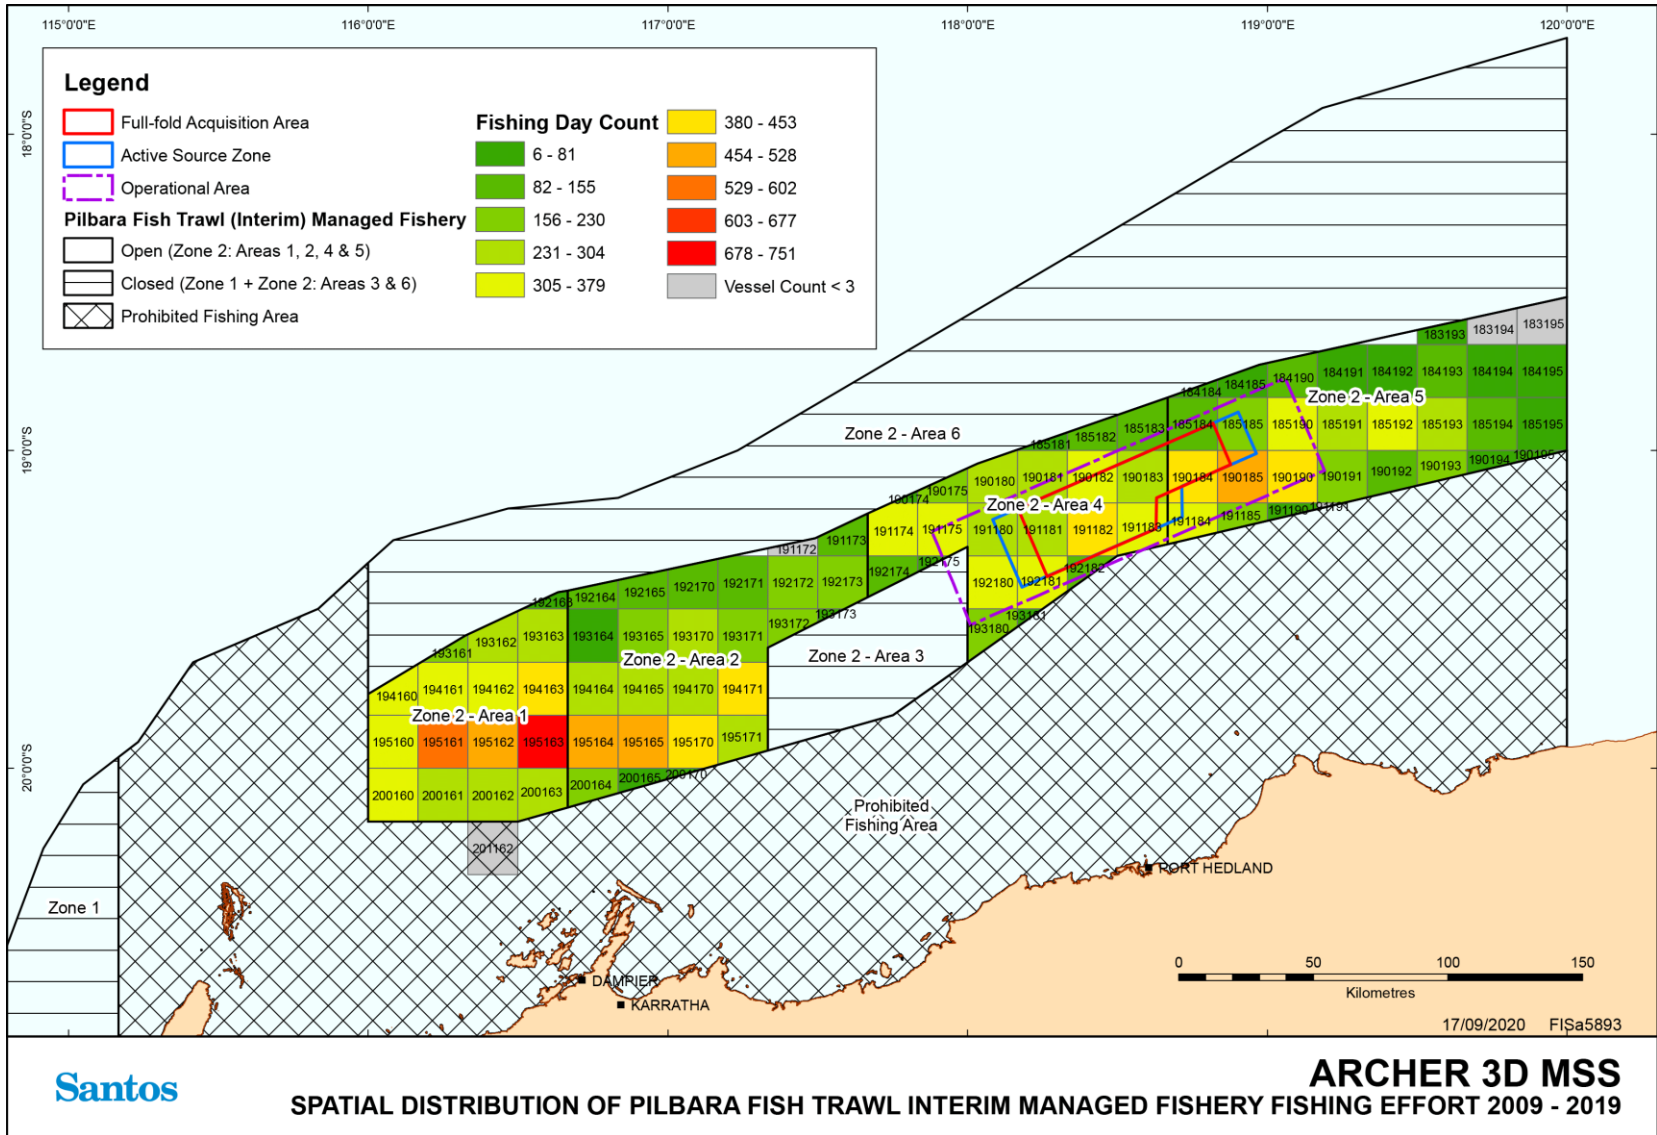 115°0'0"E
116°0'0"E
117°0'0"E
118°0'0"E
119°0'0"E
120°0'0"E
18°0'0"S
19°0'0"S
20°0'0"S
Legend
Full-fold Acquisition Area
Active Source Zone
Operational Area
Pilbara Fish Trawl (Interim) Managed Fishery
Open (Zone 2: Areas 1, 2, 4 & 5)
Closed (Zone 1 + Zone 2: Areas 3 & 6)
Prohibited Fishing Area
Fishing Day Count
6 - 81
82 - 155
156 - 230
231 - 304
305 - 379
380 - 453
454 - 528
529 - 602
603 - 677
678 - 751
Vessel Count < 3
183193 183194 183195
184184 184185 184190 184191 184192 184193 184194 184195
Zone 2 - Area 5
Zone 2 - Area 6
185181 185182 185183 185184 185185 185190 185191 185192 185193 185194 185195
190174 190175 190180 190181 190182 190183 190184 190185 190190 190191 190192 190193 190194 190195
Zone 2 - Area 4
191172 191173 191174 191175 191180 191181 191182 191183 191184 191185 191190 191191
192163 192164 192165 192170 192171 192172 192173 192174 192175 192180 192181 192182
193161 193162 193163 193164 193165 193170 193171 193172 193173 193180 193181
Zone 2 - Area 2
Zone 2 - Area 3
194160 194161 194162 194163 194164 194165 194170 194171
Zone 2 - Area 1
195160 195161 195162 195163 195164 195165 195170 195171
200160 200161 200162 200163 200164 200165 200170
201162
Prohibited
Fishing Area
Zone 1
PORT HEDLAND
DAMPIER
KARRATHA
0 50 100 150
Kilometres
17/09/2020 FISa5893
Santos
ARCHER 3D MSS
SPATIAL DISTRIBUTION OF PILBARA FISH TRAWL INTERIM MANAGED FISHERY FISHING EFFORT 2009 - 2019